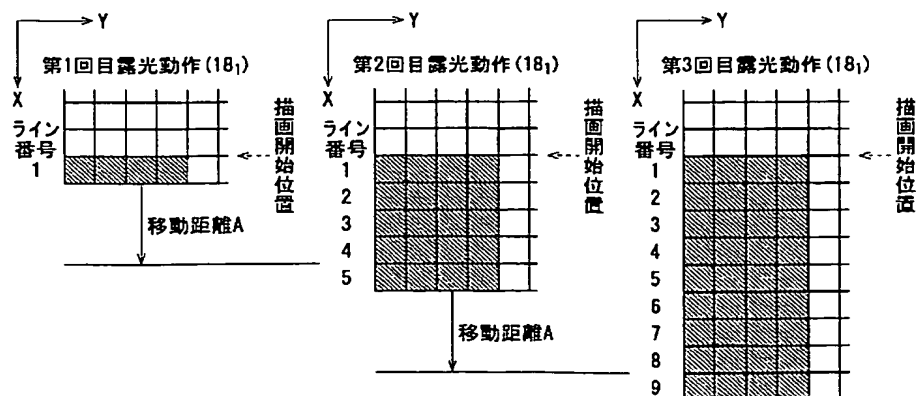 Y
第1回目露光動作(18₁)
X
ライン
番号
1
描画開始位置
移動距離A
Y
第2回目露光動作(18₁)
X
ライン
番号
1
2
3
4
5
描画開始位置
移動距離A
Y
第3回目露光動作(18₁)
X
ライン
番号
1
2
3
4
5
6
7
8
9
描画開始位置